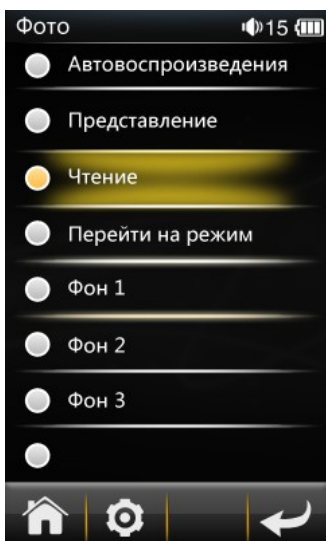 Фото 15
Автовоспроизведения
Представление
Чтение
Перейти на режим
Фон 1
Фон 2
Фон 3